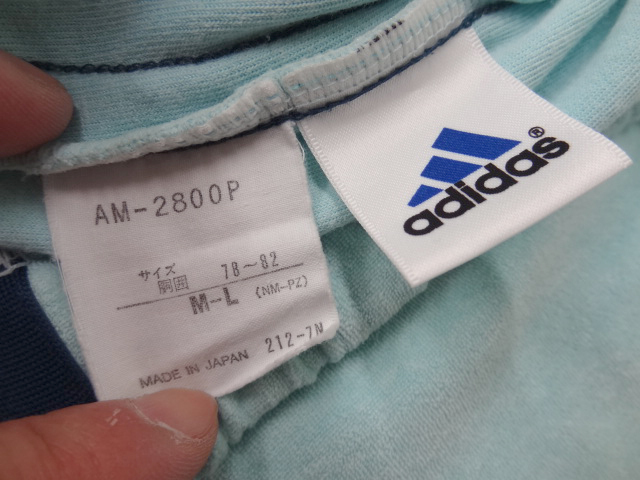 AM-2800P
サイズ
胴囲 78~82
M-L (NM-PZ)
MADE IN JAPAN 212-7N
adidas®